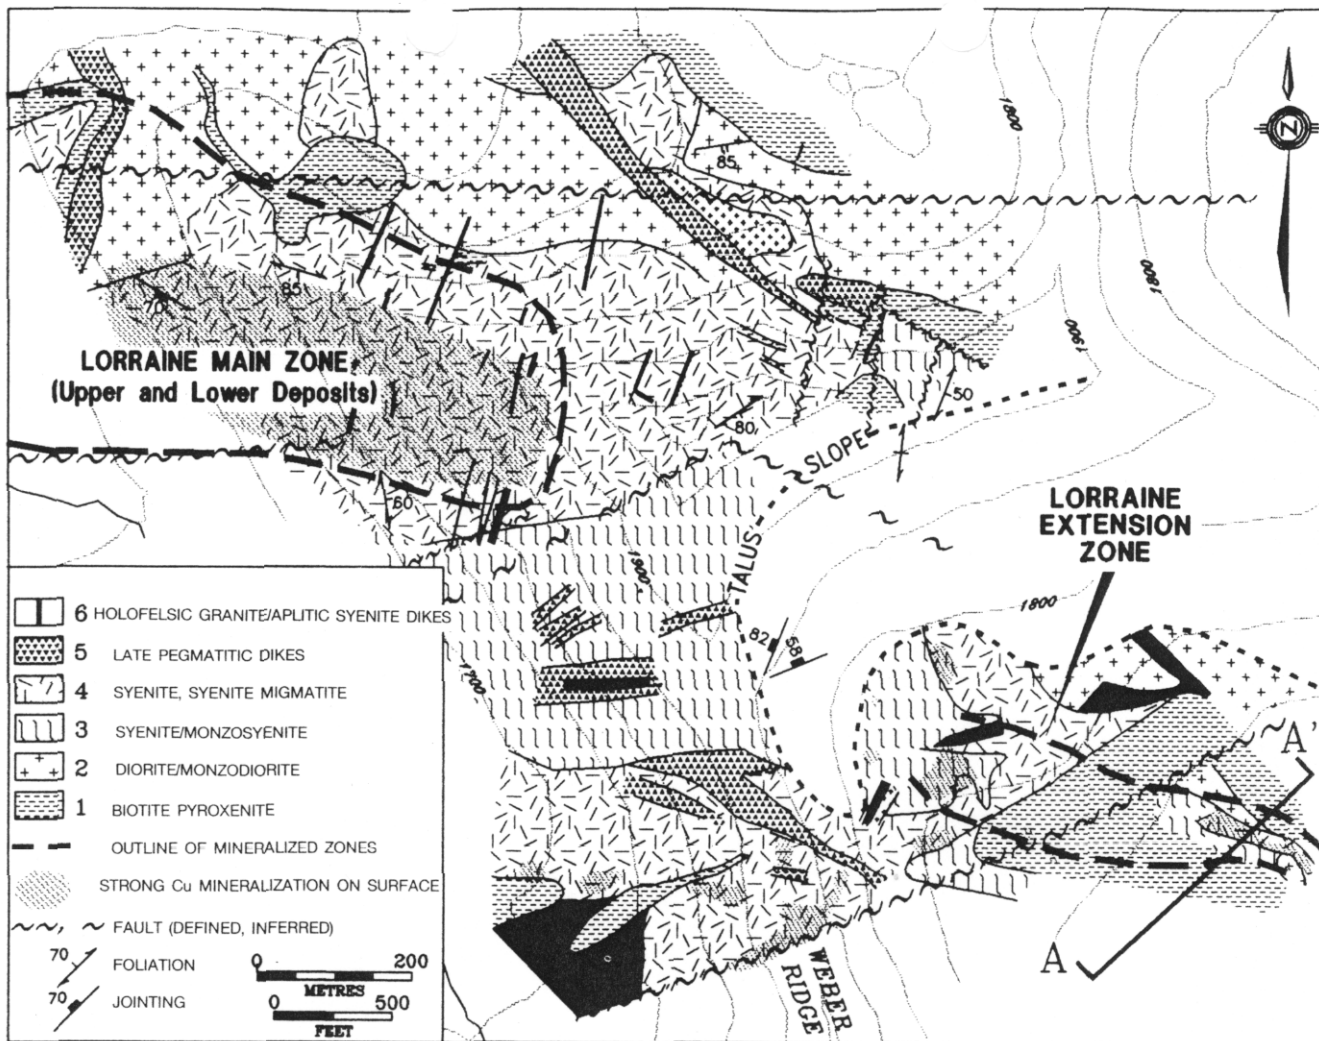 1800
N
85
1800
1900
85
LORRAINE MAIN ZONE
(Upper and Lower Deposits)
50
80
TALUS SLOPE
60
LORRAINE
EXTENSION
ZONE
1900
1800
82
58
6 HOLOFELSIC GRANITE/APLITIC SYENITE DIKES
5 LATE PEGMATITIC DIKES
4 SYENITE, SYENITE MIGMATITE
3 SYENITE/MONZOSYENITE
2 DIORITE/MONZODIORITE
1 BIOTITE PYROXENITE
OUTLINE OF MINERALIZED ZONES
STRONG Cu MINERALIZATION ON SURFACE
FAULT (DEFINED, INFERRED)
70 FOLIATION
70 JOINTING
0 200
METRES
0 500
FEET
A'
A
WEBER
RIDGE